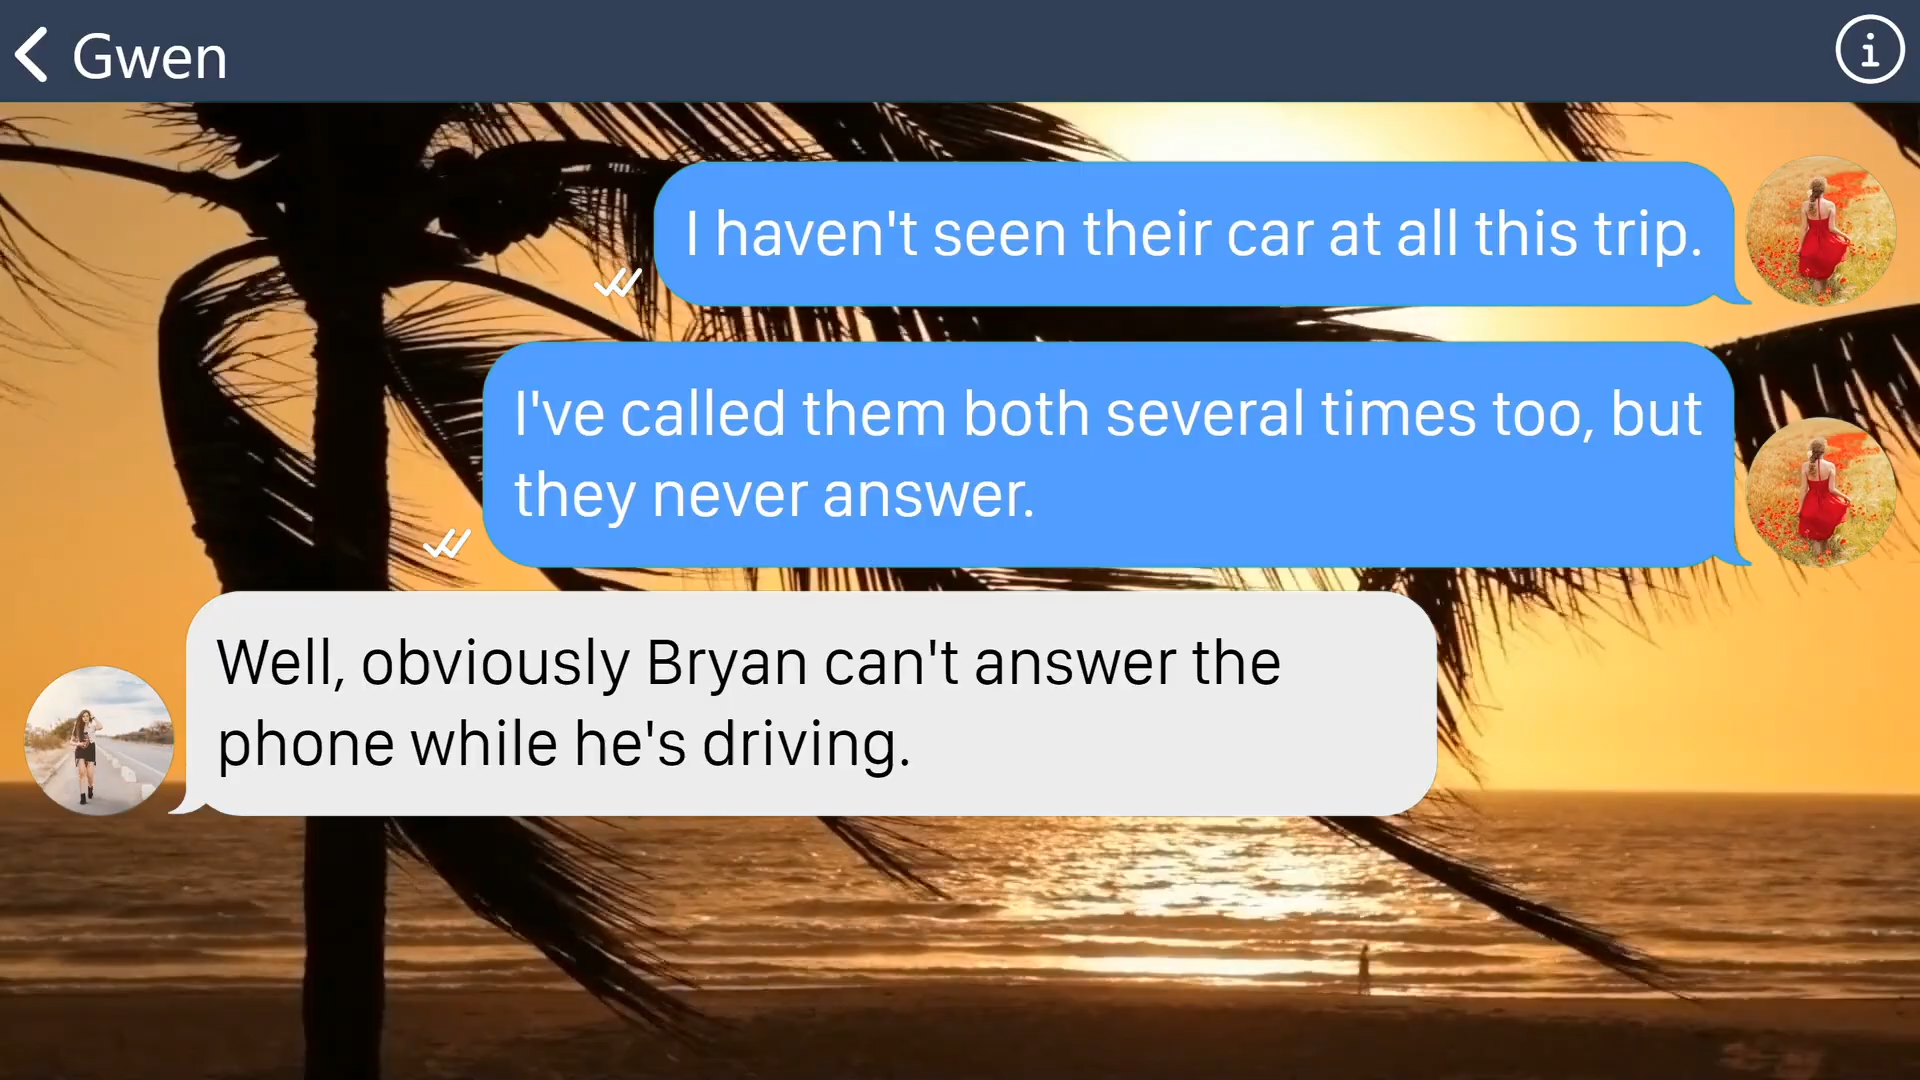 Gwen
I haven't seen their car at all this trip.
I've called them both several times too, but
they never answer.
Well, obviously Bryan can't answer the
phone while he's driving.